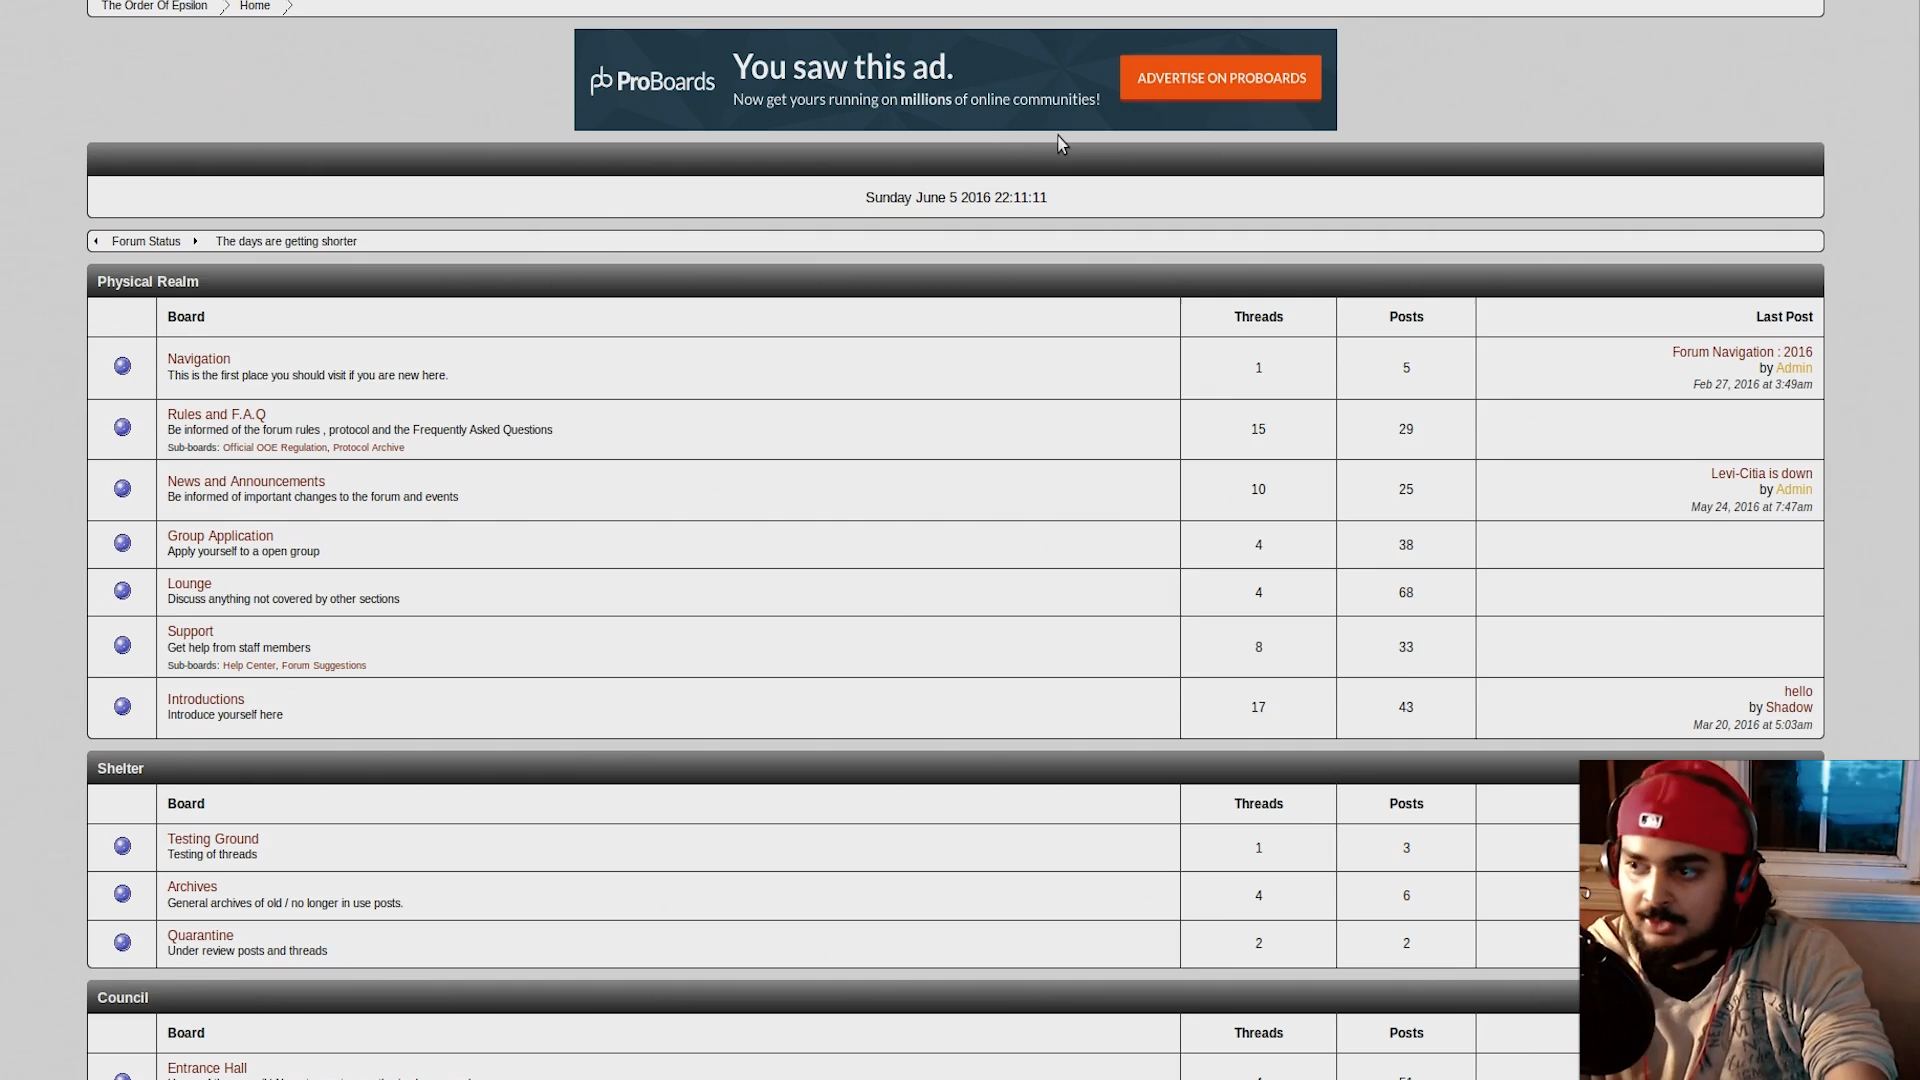 The Order Of Epsilon Home
ProBoards
You saw this ad.
Now get yours running on millions of online communities!
ADVERTISE ON PROBOARDS
Sunday June 5 2016 22:11:11
Forum Status The days are getting shorter
Physical Realm
Board Threads Posts Last Post
Navigation
This is the first place you should visit if you are new here.
1 5
Forum Navigation : 2016
by Admin
Feb 27, 2016 at 3:49am
Rules and F.A.Q
Be informed of the forum rules , protocol and the Frequently Asked Questions
Sub-boards: Official OOE Regulation, Protocol Archive
15 29
News and Announcements
Be informed of important changes to the forum and events
10 25
Levi-Citia is down
by Admin
May 24, 2016 at 7:47am
Group Application
Apply yourself to a open group
4 38
Lounge
Discuss anything not covered by other sections
4 68
Support
Get help from staff members
Sub-boards: Help Center, Forum Suggestions
8 33
Introductions
Introduce yourself here
17 43
hello
by Shadow
Mar 20, 2016 at 5:03am
Shelter
Board Threads Posts
Testing Ground
Testing of threads
1 3
Archives
General archives of old / no longer in use posts.
4 6
Quarantine
Under review posts and threads
2 2
Council
Board Threads Posts
Entrance Hall